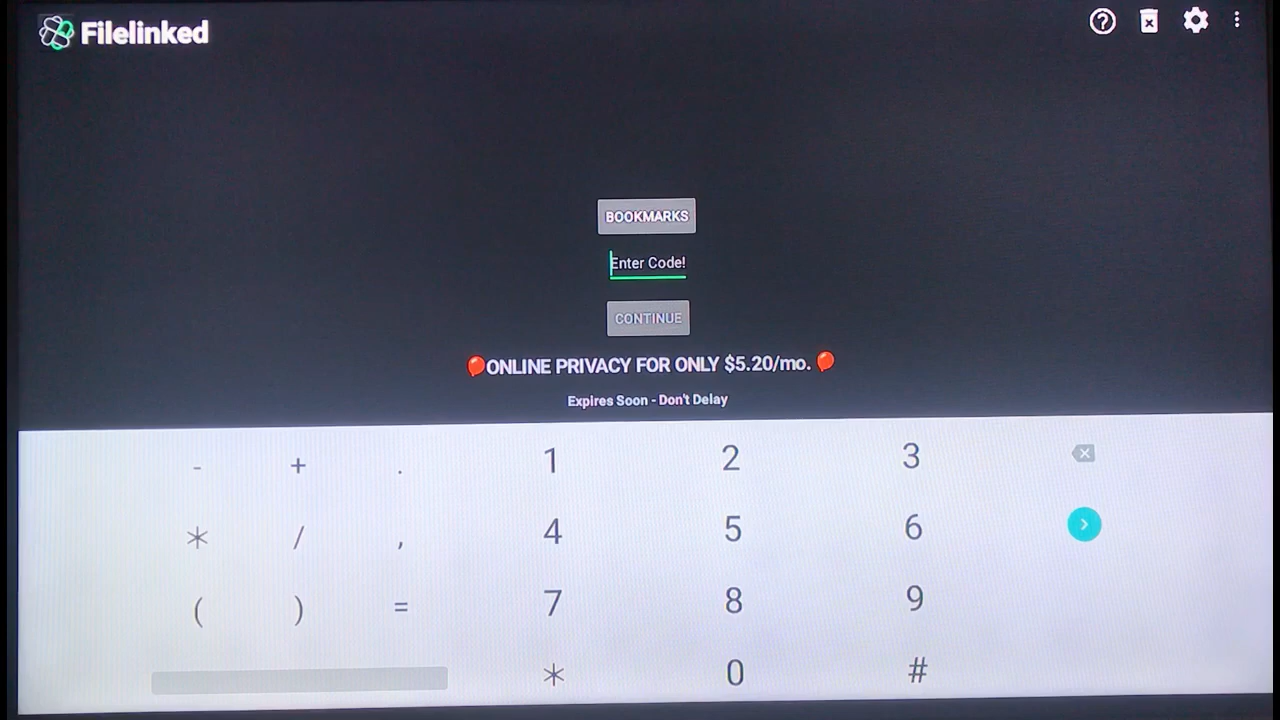 Filelinked
BOOKMARKS
Enter Code!
CONTINUE
ONLINE PRIVACY FOR ONLY $5.20/mo.
Expires Soon - Don't Delay
- + . 1 2 3
* / , 4 5 6
( ) = 7 8 9
* 0 #